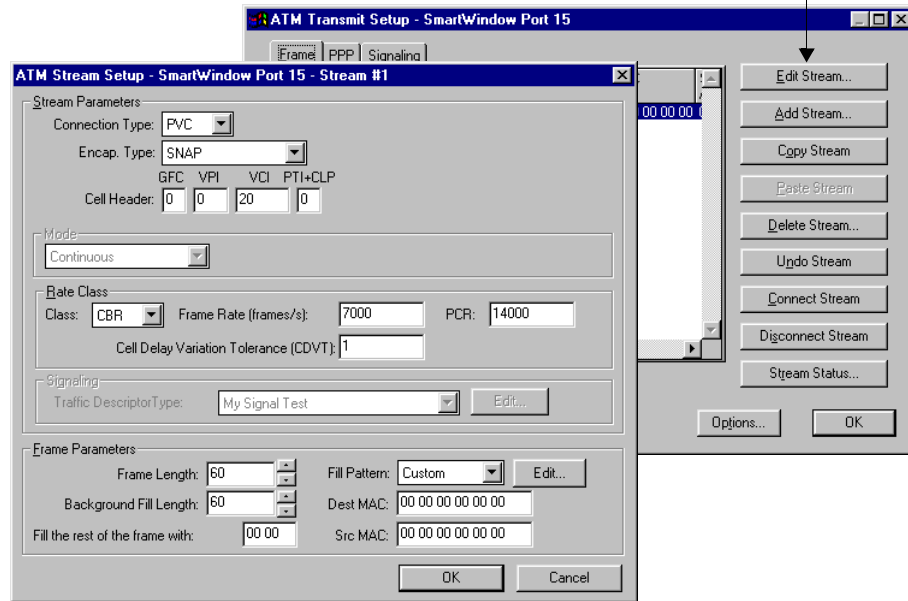 ATM Transmit Setup - SmartWindow Port 15
Frame PPP Signaling
00 00 00
Edit Stream...
Add Stream...
Copy Stream
Paste Stream
Delete Stream...
Undo Stream
Connect Stream
Disconnect Stream
Stream Status...
Options... OK
ATM Stream Setup - SmartWindow Port 15 - Stream #1
Stream Parameters
Connection Type: PVC
Encap. Type: SNAP
GFC VPI VCI PTI+CLP
Cell Header: 0 0 20 0
Mode
Continuous
Rate Class
Class: CBR Frame Rate (frames/s): 7000 PCR: 14000
Cell Delay Variation Tolerance (CDVT): 1
Signaling
Traffic DescriptorType: My Signal Test Edit...
Frame Parameters
Frame Length: 60 Fill Pattern: Custom Edit...
Background Fill Length: 60 Dest MAC: 00 00 00 00 00 00
Fill the rest of the frame with: 00 00 Src MAC: 00 00 00 00 00 00
OK Cancel